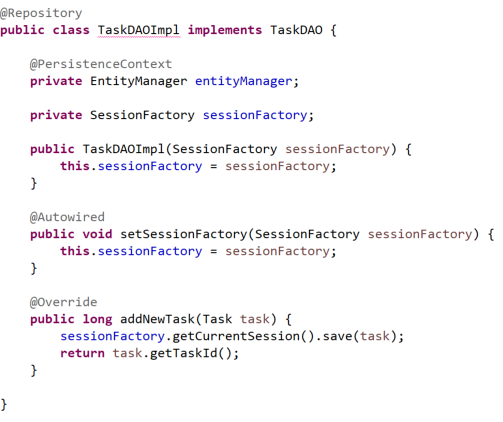 @Repository
public class TaskDAOImpl implements TaskDAO {
@PersistenceContext
private EntityManager entityManager;
private SessionFactory sessionFactory;
public TaskDAOImpl(SessionFactory sessionFactory) {
this.sessionFactory = sessionFactory;
}
@Autowired
public void setSessionFactory(SessionFactory sessionFactory) {
this.sessionFactory = sessionFactory;
}
@Override
public long addNewTask(Task task) {
sessionFactory.getCurrentSession().save(task);
return task.getTaskId();
}
}